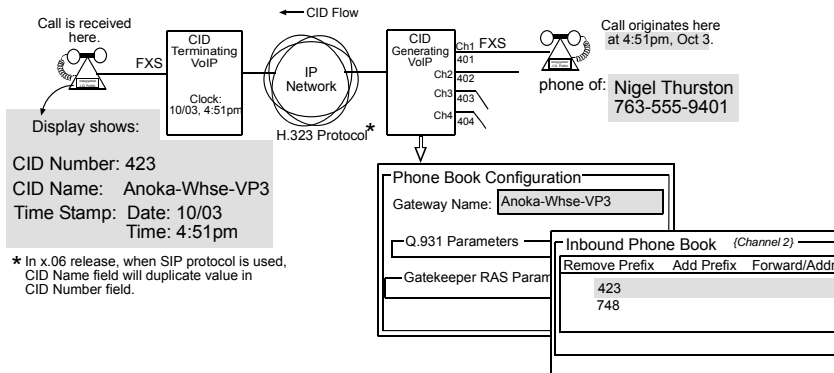 CID Flow
Call is received
here.
FXS
CID
Terminating
VoIP
Clock:
10/03, 4:51pm
IP
Network
H.323 Protocol*
CID
Generating
VoIP
Ch1 FXS
401
Ch2
402
Ch3
403
Ch4
404
Call originates here
at 4:51pm, Oct 3.
phone of:
Nigel Thurston
763-555-9401
Display shows:
CID Number: 423
CID Name: Anoka-Whse-VP3
Time Stamp: Date: 10/03
Time: 4:51pm
* In x.06 release, when SIP protocol is used,
CID Name field will duplicate value in
CID Number field.
Phone Book Configuration
Gateway Name: Anoka-Whse-VP3
Q.931 Parameters
Gatekeeper RAS Param
Inbound Phone Book {Channel 2}
Remove Prefix Add Prefix Forward/Addr
423
748